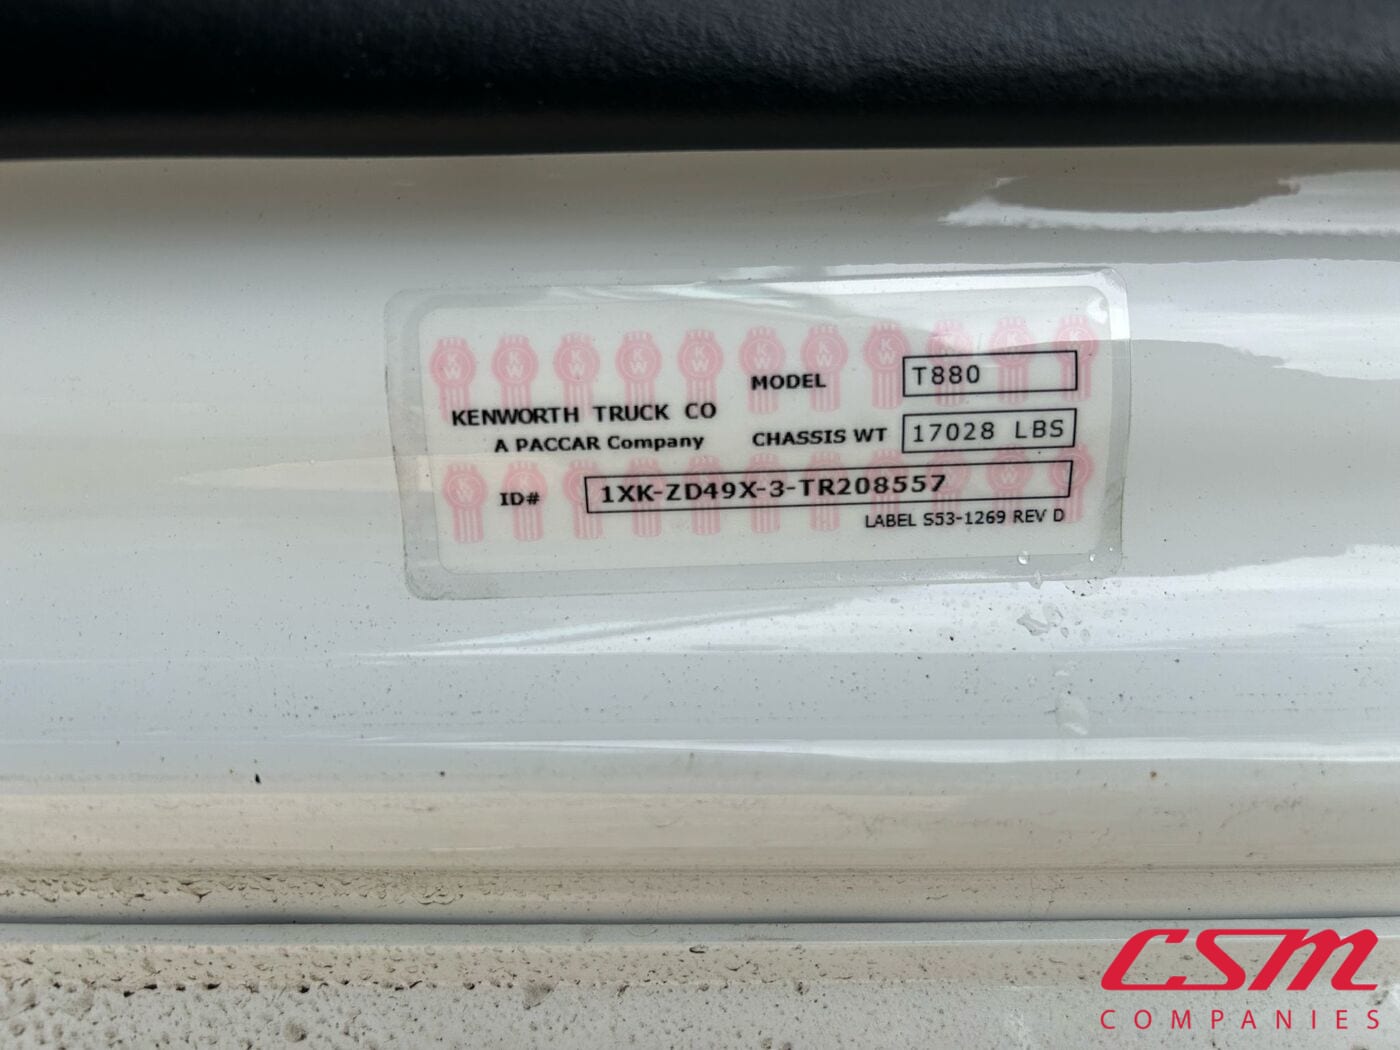 MODEL T880
KENWORTH TRUCK CO
A PACCAR Company
CHASSIS WT 17028 LBS
ID# 1XK-ZD49X-3-TR208557
LABEL S53-1269 REV D
CSM
COMPANIES